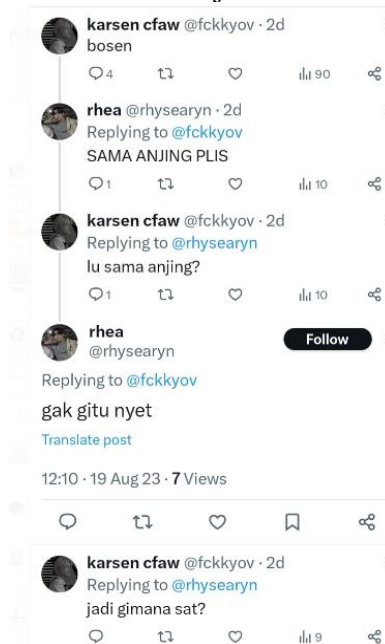 karsen cfaw @fckkyov · 2d
bosen
4 90
rhea @rhysearyn · 2d
Replying to @fckkyov
SAMA ANJING PLIS
1 10
karsen cfaw @fckkyov · 2d
Replying to @rhysearyn
lu sama anjing?
1 10
rhea
@rhysearyn
Follow
Replying to @fckkyov
gak gitu nyet
Translate post
12:10 · 19 Aug 23 · 7 Views
karsen cfaw @fckkyov · 2d
Replying to @rhysearyn
jadi gimana sat?
9